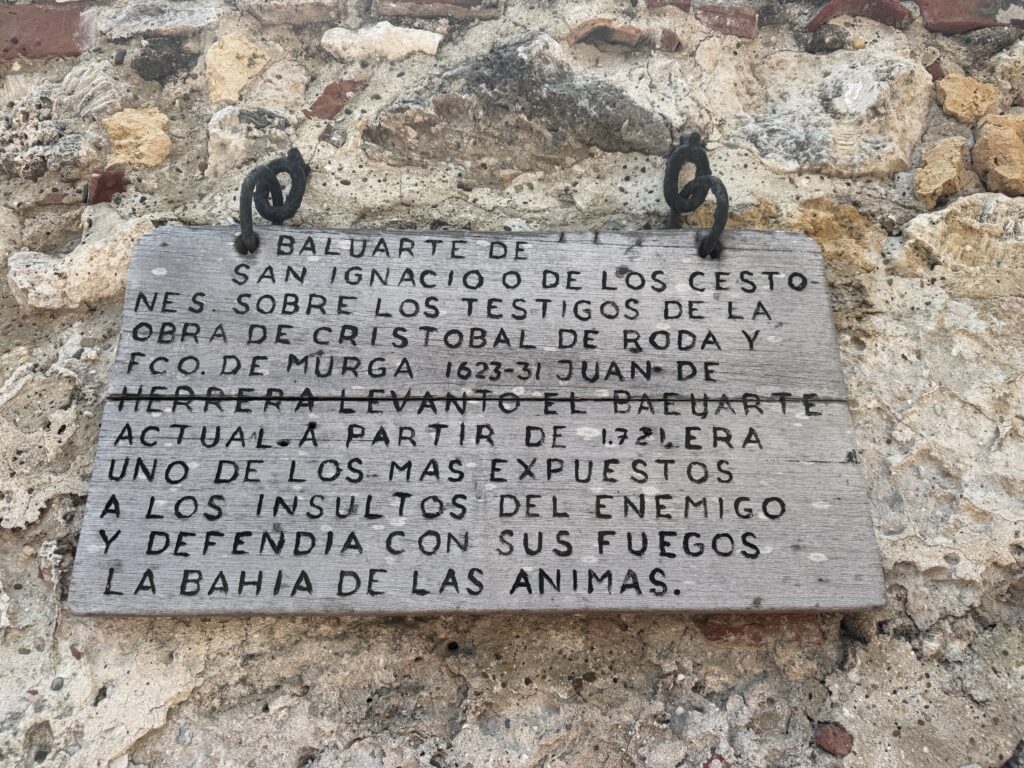 BALUARTE DE
SAN IGNACIO O DE LOS CESTO-
NES. SOBRE LOS TESTIGOS DE LA
OBRA DE CRISTOBAL DE RODA Y
FCO. DE MURGA 1623-31 JUAN DE
HERRERA LEVANTO EL BALUARTE
ACTUAL. A PARTIR DE 1.721. ERA
UNO DE LOS MAS EXPUESTOS
A LOS INSULTOS DEL ENEMIGO
Y DEFENDIA CON SUS FUEGOS
LA BAHIA DE LAS ANIMAS.